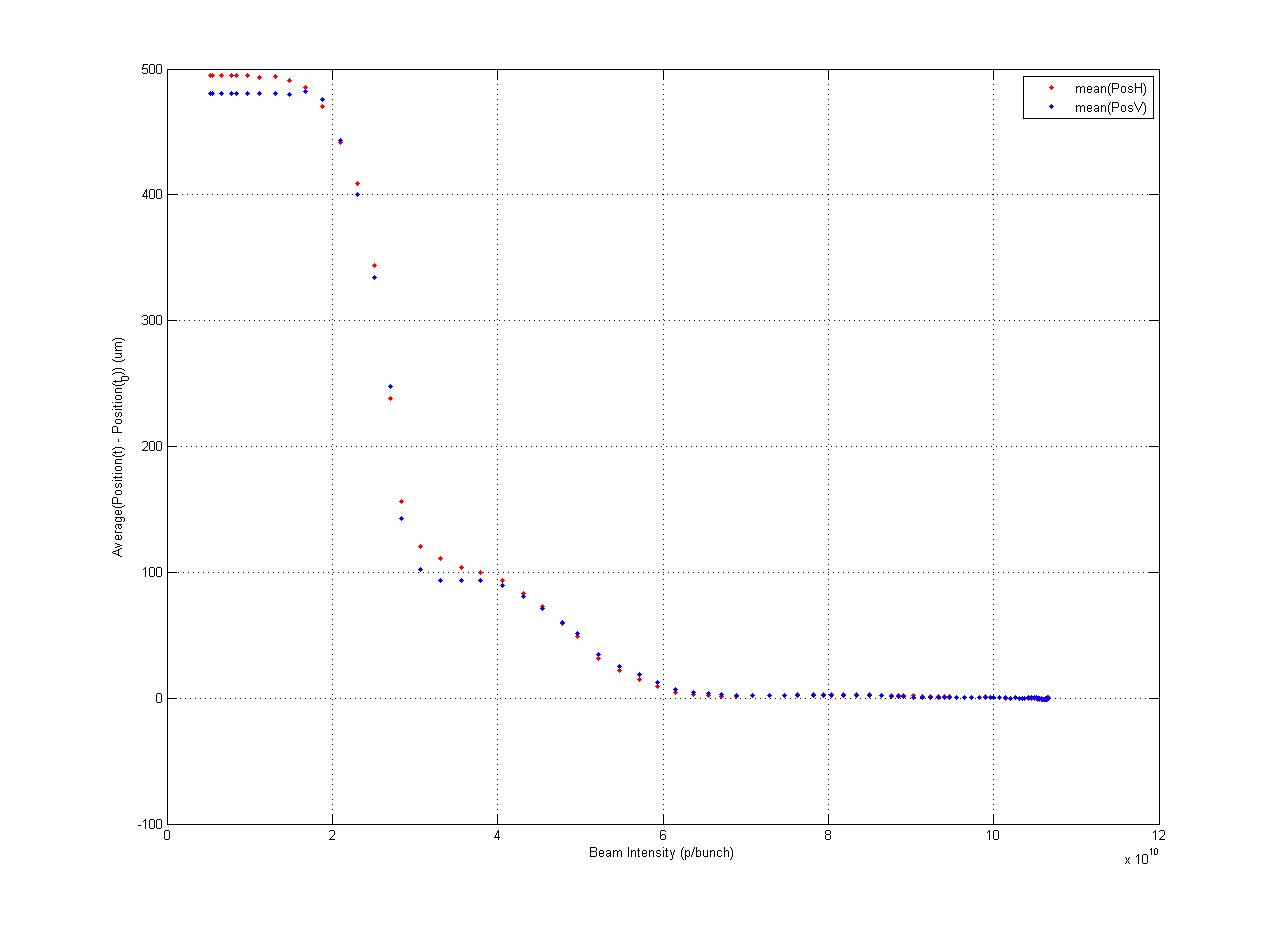 500
400
300
200
100
0
-100
Average(Position(t) - Position(t0)) (um)
mean(PosH)
mean(PosV)
0 2 4 6 8 10 12
Beam Intensity (p/bunch)
x 10^10